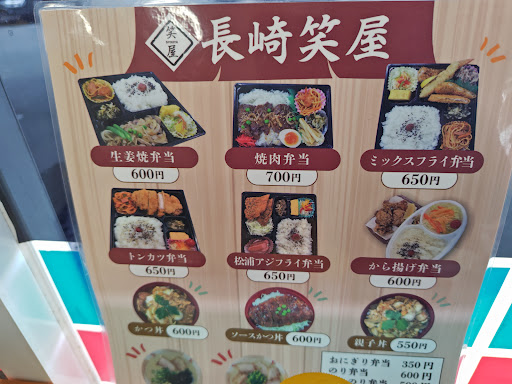 笑屋
長崎笑屋
生姜焼弁当
600円
焼肉弁当
700円
ミックスフライ弁当
650円
トンカツ弁当
650円
松浦アジフライ弁当
650円
から揚げ弁当
600円
かつ丼 600円
ソースかつ丼 600円
親子丼 550円
おにぎり弁当 350円
のり弁当 600円
のり弁当